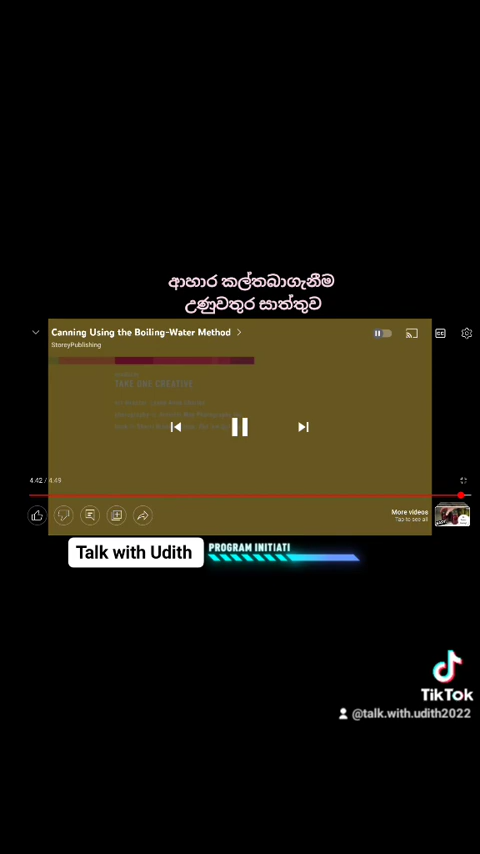 ආහාර කල්තබාගැනීම
උණුවතුර සාත්තුව
Canning Using the Boiling-Water Method
StoreyPublishing
CC
TAKE ONE CREATIVE
4:42 / 4:49
More videos
Tap to see all
Talk with Udith
PROGRAM INITIATI
TikTok
@talk.with.udith2022